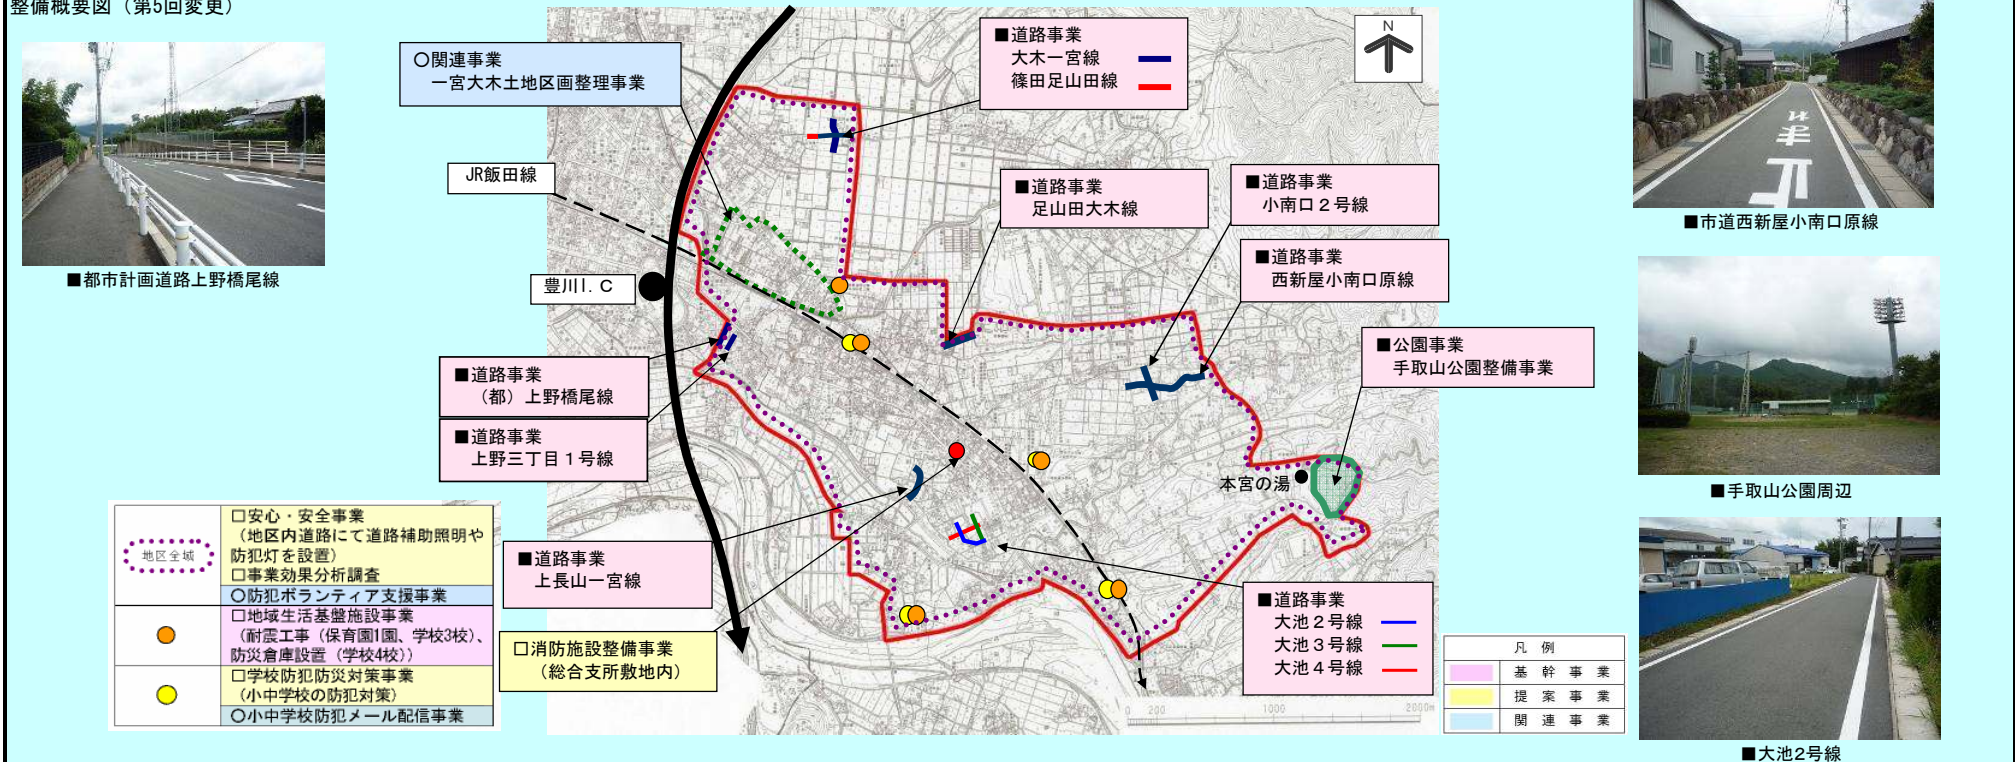 整備概要図（第5回変更）
■都市計画道路上野橋尾線
○関連事業
一宮大木土地区画整理事業
JR飯田線
豊川I.C
■道路事業
（都）上野橋尾線
■道路事業
上野三丁目１号線
■道路事業
上長山一宮線
□消防施設整備事業
（総合支所敷地内）
■道路事業
大木一宮線
篠田足山田線
N
■道路事業
足山田大木線
■道路事業
小南口２号線
■道路事業
西新屋小南口原線
■公園事業
手取山公園整備事業
本宮の湯
■道路事業
大池２号線
大池３号線
大池４号線
0 200 1000 2000m
地区全域
□安心・安全事業
（地区内道路にて道路補助照明や
防犯灯を設置）
□事業効果分析調査
○防犯ボランティア支援事業
□地域生活基盤施設事業
（耐震工事（保育園1園、学校3校）、
防災倉庫設置（学校4校））
□学校防犯防災対策事業
（小中学校の防犯対策）
○小中学校防犯メール配信事業
凡 例
基 幹 事 業
提 案 事 業
関 連 事 業
止まれ
■市道西新屋小南口原線
■手取山公園周辺
■大池2号線